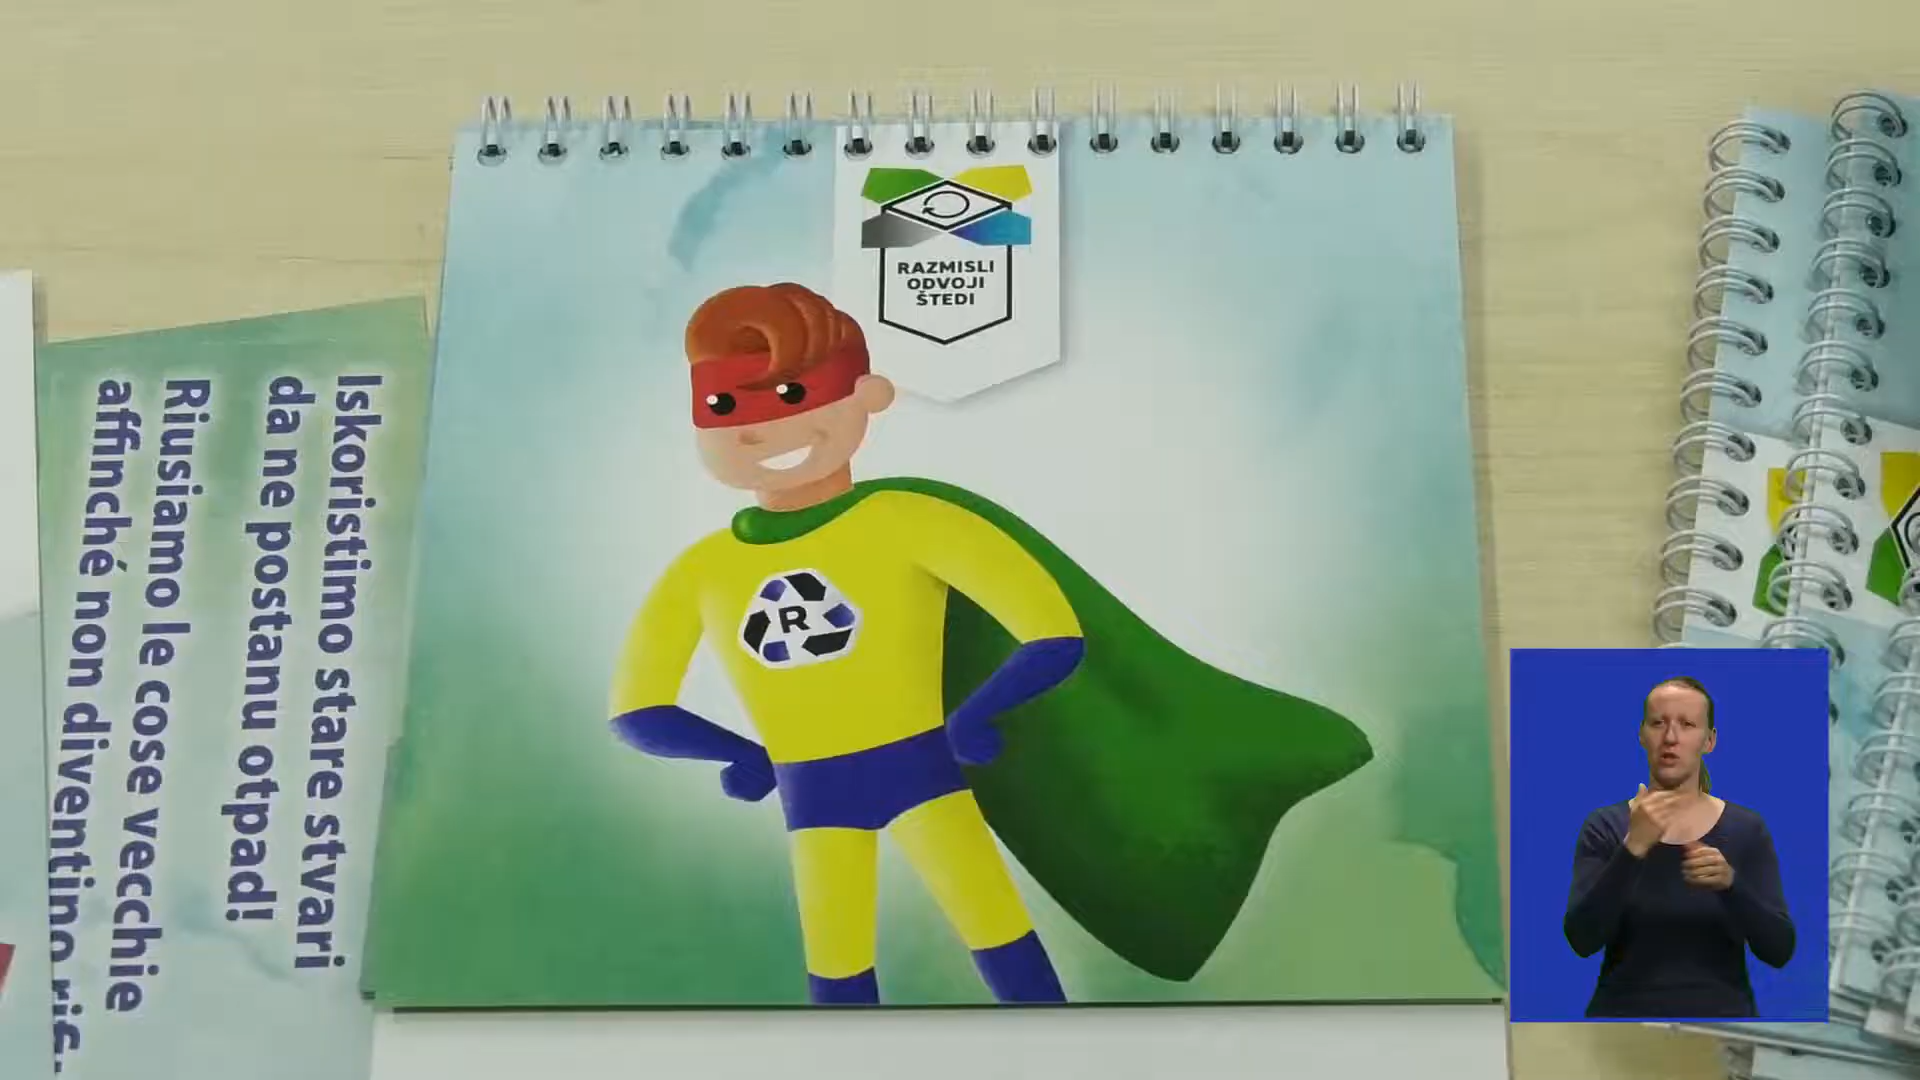 RAZMISLI
ODVOJI
ŠTEDI
R
Iskoristimo stare stvari
da ne postanu otpad!
Riusiamo le cose vecchie
affinché non diventino